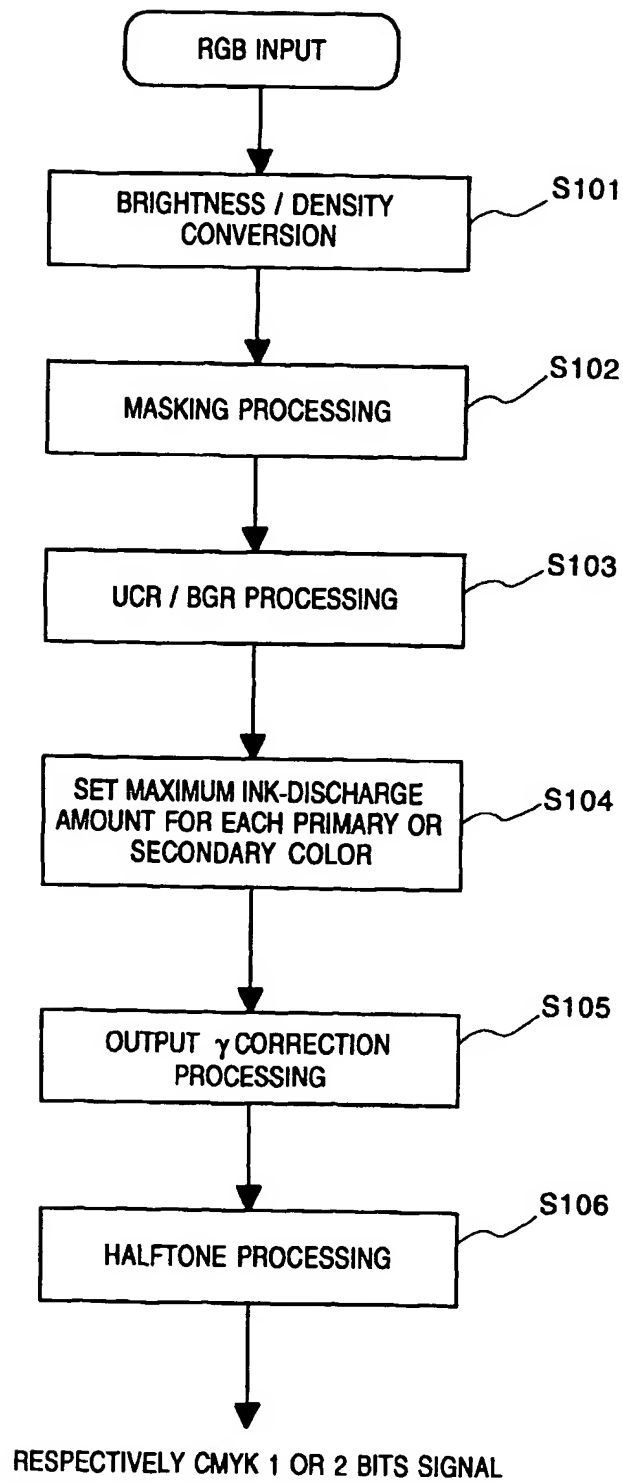 RGB INPUT
BRIGHTNESS / DENSITY
CONVERSION
S101
MASKING PROCESSING
S102
UCR / BGR PROCESSING
S103
SET MAXIMUM INK-DISCHARGE
AMOUNT FOR EACH PRIMARY OR
SECONDARY COLOR
S104
OUTPUT γ CORRECTION
PROCESSING
S105
HALFTONE PROCESSING
S106
RESPECTIVELY CMYK 1 OR 2 BITS SIGNAL